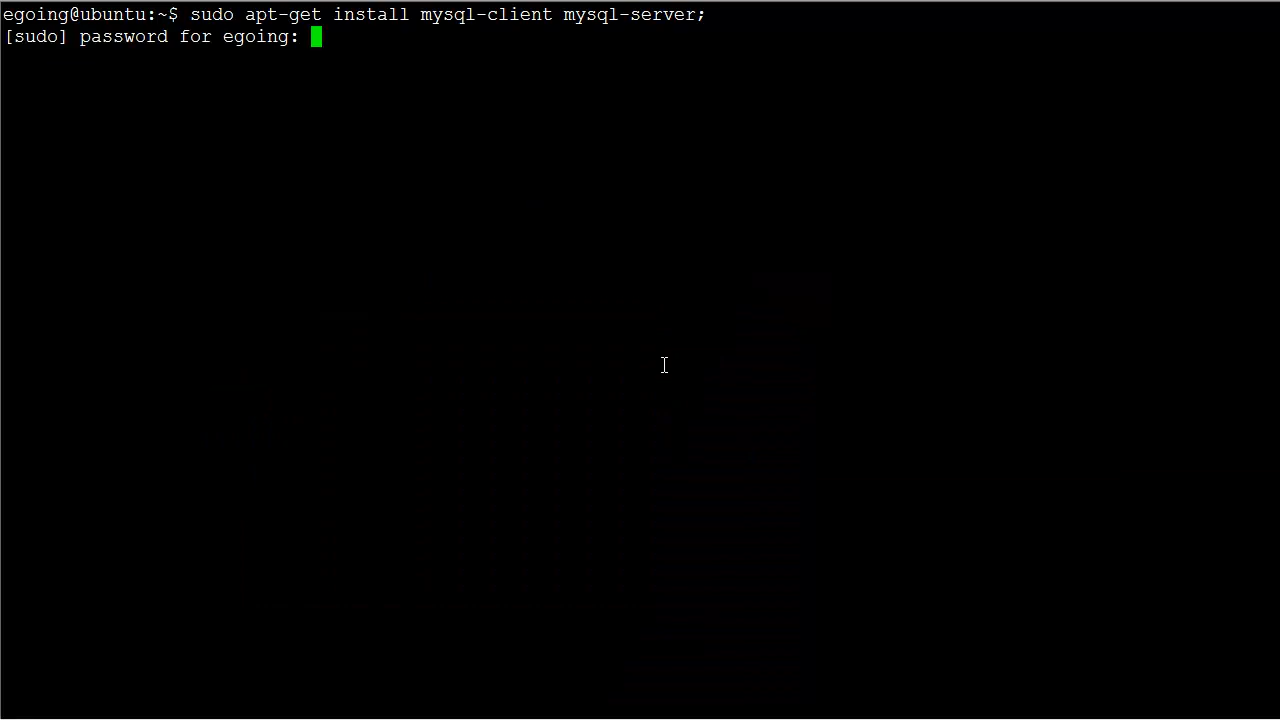 egoing@ubuntu:~$ sudo apt-get install mysql-client mysql-server;
[sudo] password for egoing: